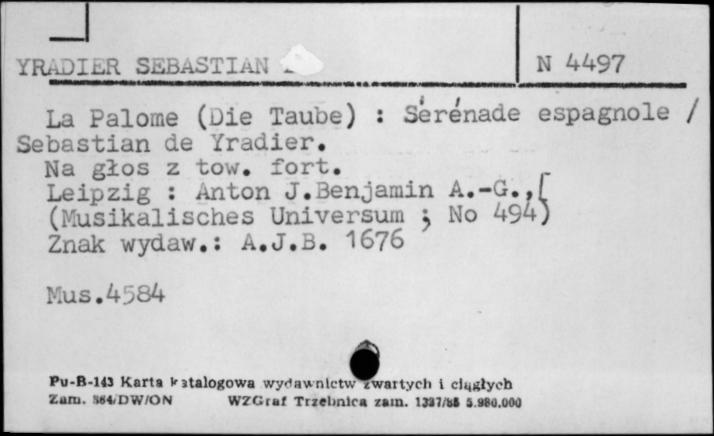 YRADIER SEBASTIAN
N 4497
La Palome (Die Taube) : Sérénade espagnole /
Sebastian de Yradier.
Na głos z tow. fort.
Leipzig : Anton J.Benjamin A.-G.,[
(Musikalisches Universum ; No 494)
Znak wydaw.: A.J.B. 1676
Mus.4584
Pu-B-143 Karta katalogowa wydawnictw zwartych i ciągłych
Zam. 864/DW/ON WZGraf Trzebnica zam. 1337/88 5.980.000